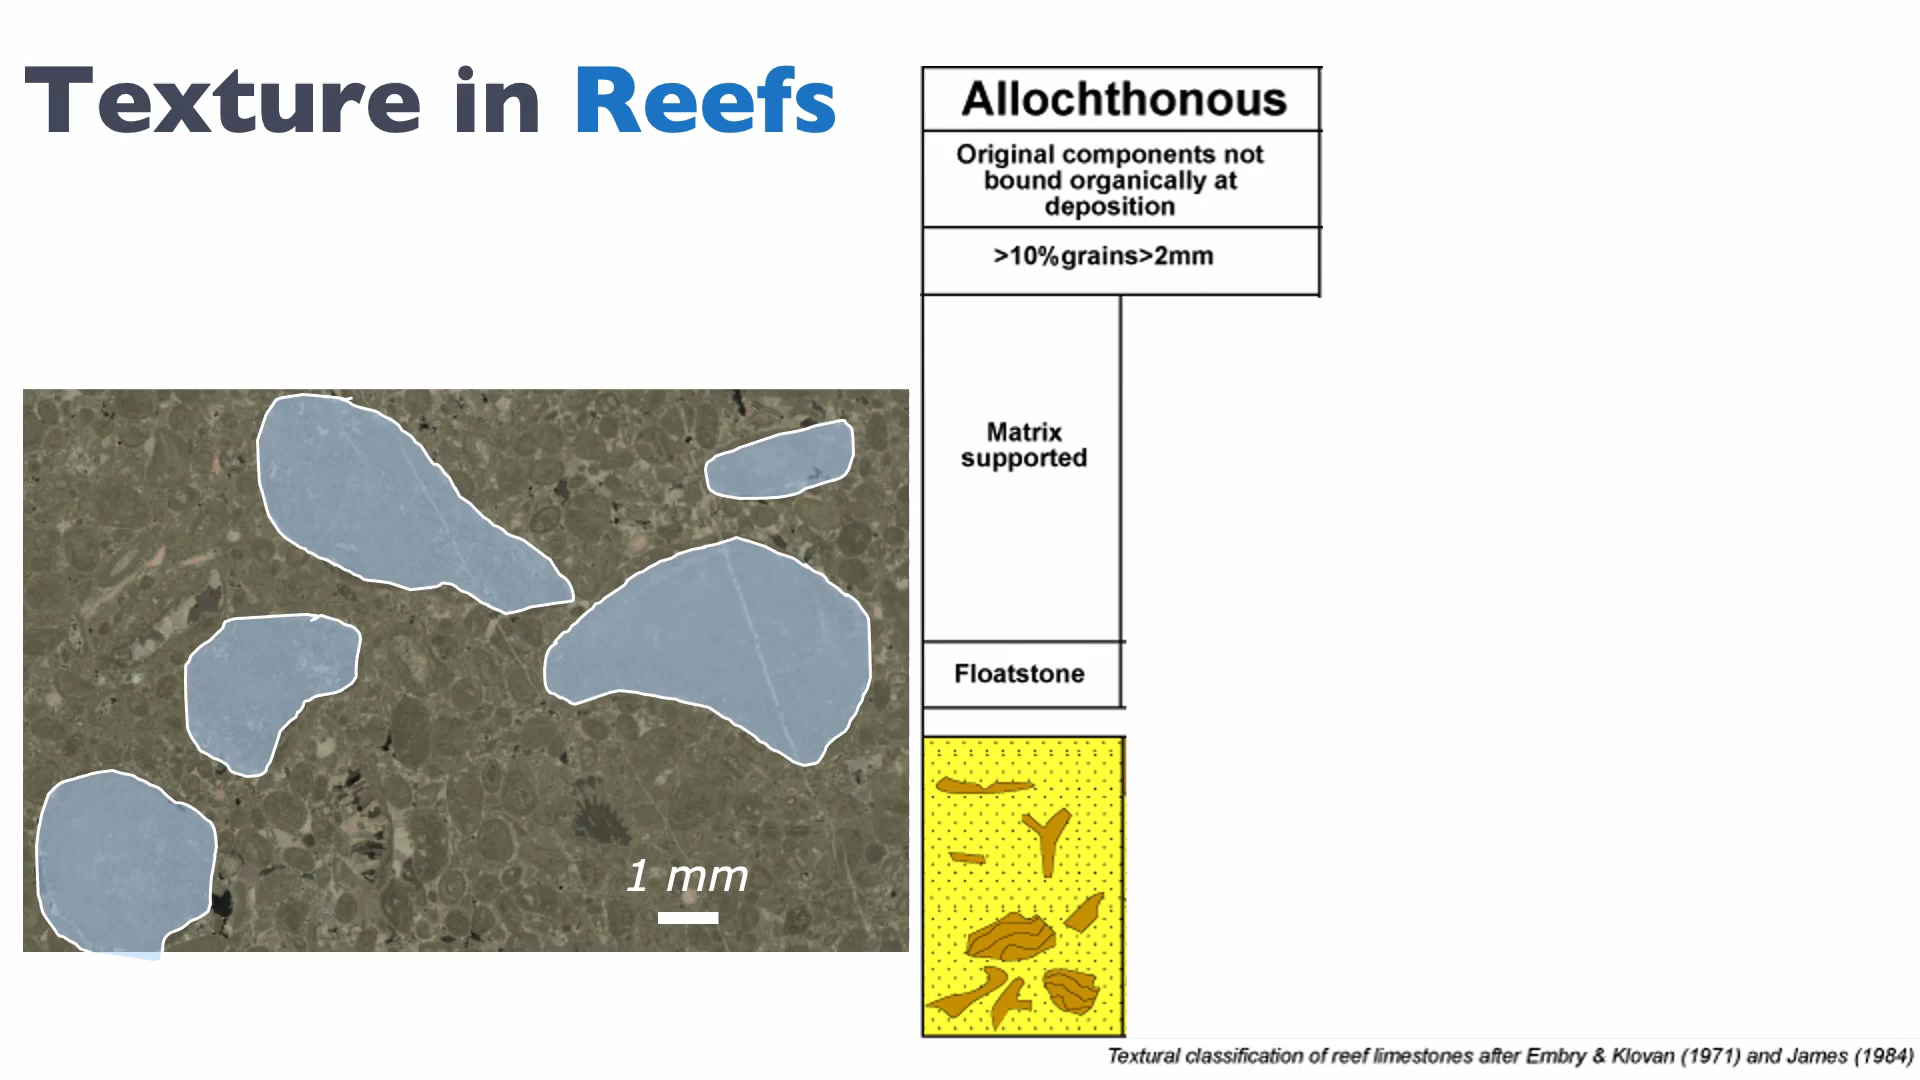 Texture in Reefs
Allochthonous
Original components not
bound organically at
deposition
>10%grains>2mm
Matrix
supported
Floatstone
1 mm
Textural classification of reef limestones after Embry & Klovan (1971) and James (1984)